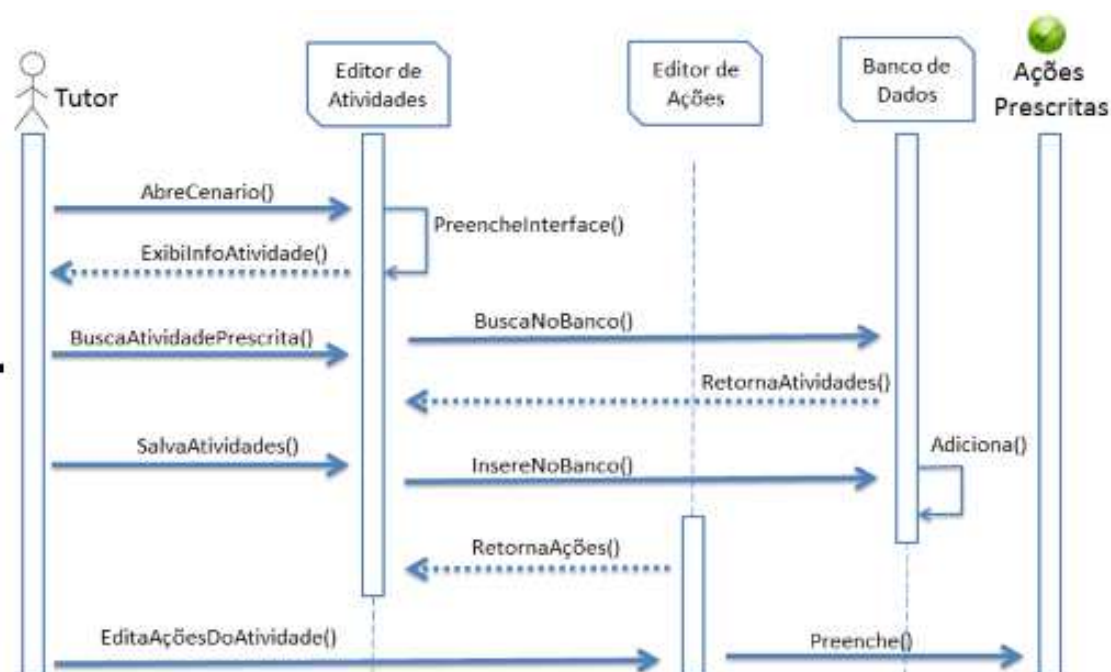 Tutor
Editor de
Atividades
Editor de
Ações
Banco de
Dados
Ações
Prescritas
AbreCenario()
PreencheInterface()
ExibiInfoAtividade()
BuscaAtividadePrescrita()
BuscaNoBanco()
RetornaAtividades()
SalvaAtividades()
InsereNoBanco()
Adiciona()
RetornaAções()
EditaAçõesDoAtividade()
Preenche()